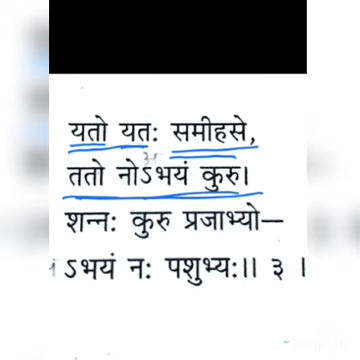 यतो यतः समीहसे,
अ
ततो नोऽभयं कुरु।
शन्नः कुरु प्रजाभ्यो—
ऽभयं नः पशुभ्यः।। ३ ।